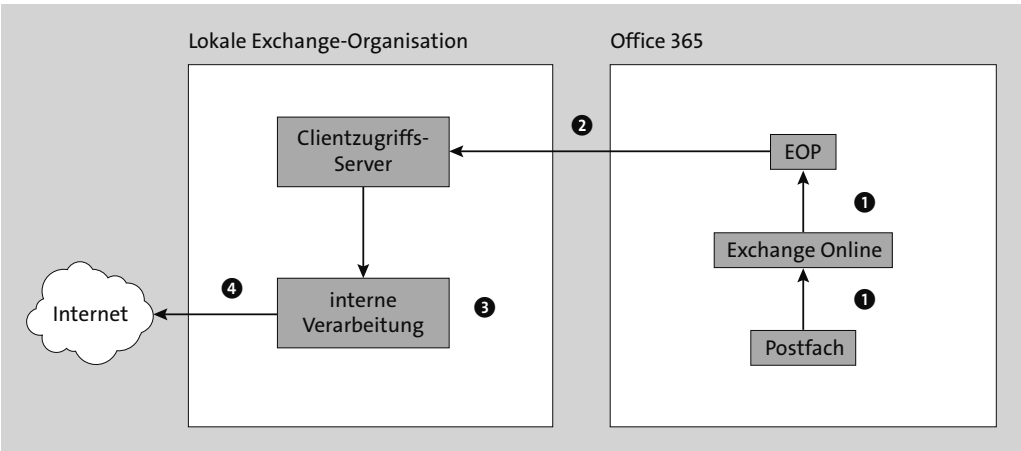 Lokale Exchange-Organisation
Office 365
Clientzugriffs-
Server
❷
EOP
❶
Exchange Online
❹
Internet
interne
Verarbeitung
❸
❶
Postfach